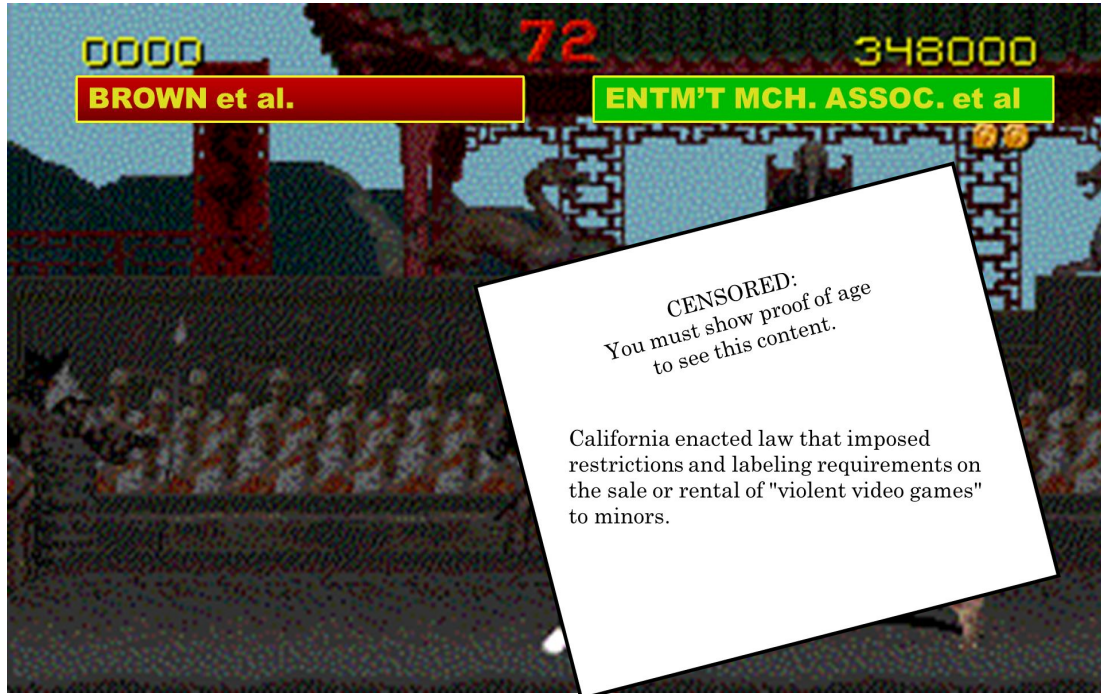 0000
72
348000
BROWN et al.
ENTM'T MCH. ASSOC. et al
CENSORED:
You must show proof of age
to see this content.
California enacted law that imposed
restrictions and labeling requirements on
the sale or rental of "violent video games"
to minors.